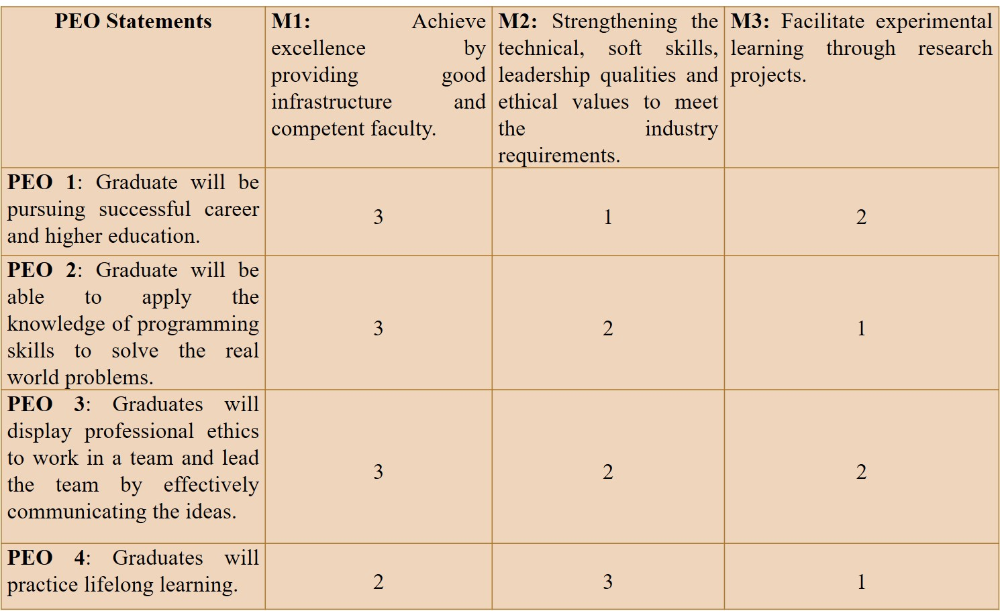 PEO Statements
M1: Achieve
excellence by
providing good
infrastructure and
competent faculty.
M2: Strengthening the
technical, soft skills,
leadership qualities and
ethical values to meet
the industry
requirements.
M3: Facilitate experimental
learning through research
projects.
PEO 1: Graduate will be
pursuing successful career
and higher education.
3
1
2
PEO 2: Graduate will be
able to apply the
knowledge of programming
skills to solve the real
world problems.
3
2
1
PEO 3: Graduates will
display professional ethics
to work in a team and lead
the team by effectively
communicating the ideas.
3
2
2
PEO 4: Graduates will
practice lifelong learning.
2
3
1